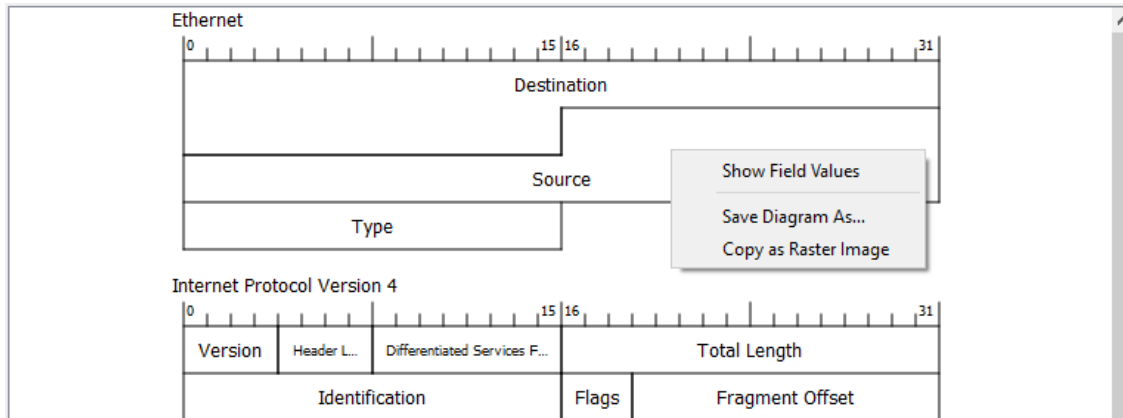 Ethernet
0 15 16 31
Destination
Source
Type
Show Field Values
Save Diagram As...
Copy as Raster Image
Internet Protocol Version 4
0 15 16 31
Version Header L... Differentiated Services F... Total Length
Identification Flags Fragment Offset